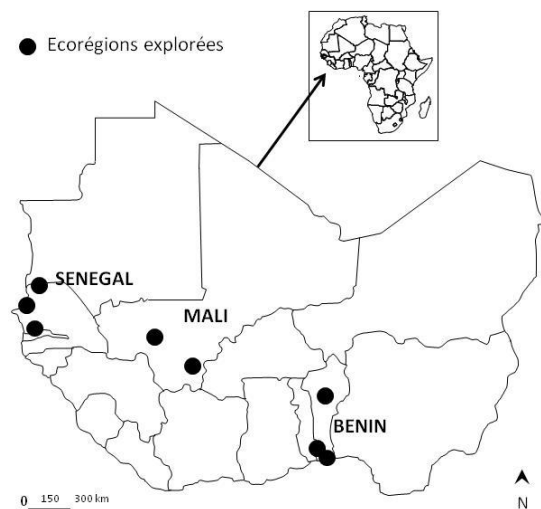 Ecorégions explorées
SENEGAL
MALI
BENIN
0 150 300 km
N